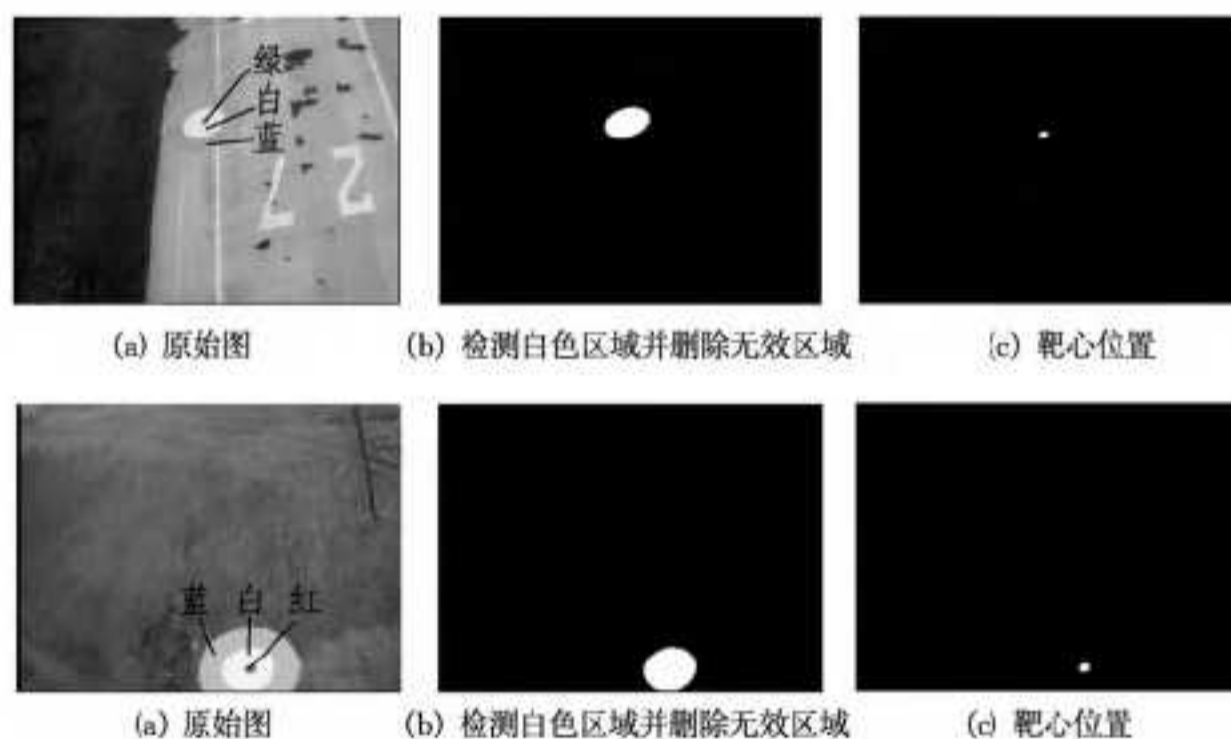 绿
白
蓝
2 2
(a) 原始图 (b) 检测白色区域并删除无效区域 (c) 靶心位置
蓝 白 红
(a) 原始图 (b) 检测白色区域并删除无效区域 (c) 靶心位置